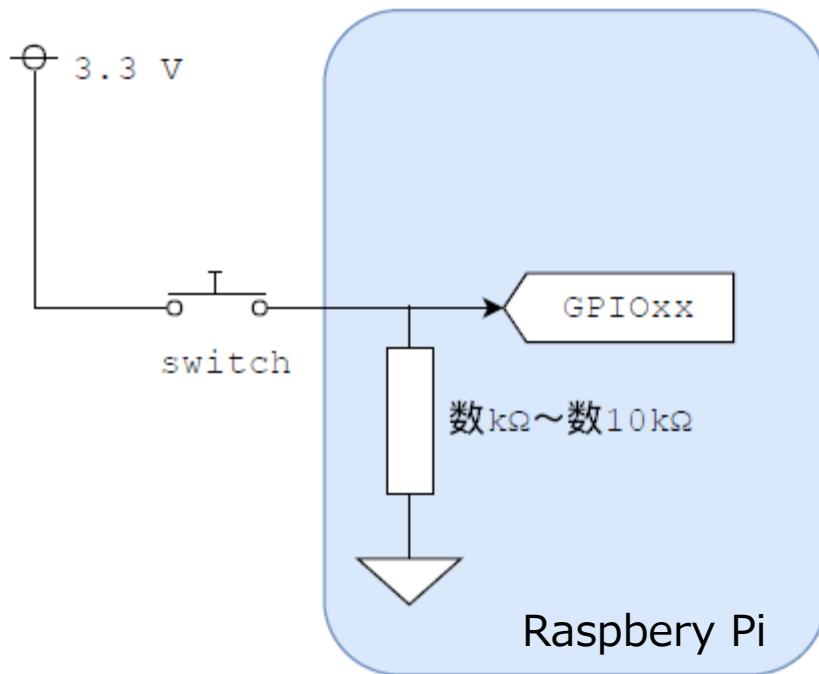 3.3 V
switch
GPIOxx
数kΩ～数10kΩ
Raspbery Pi